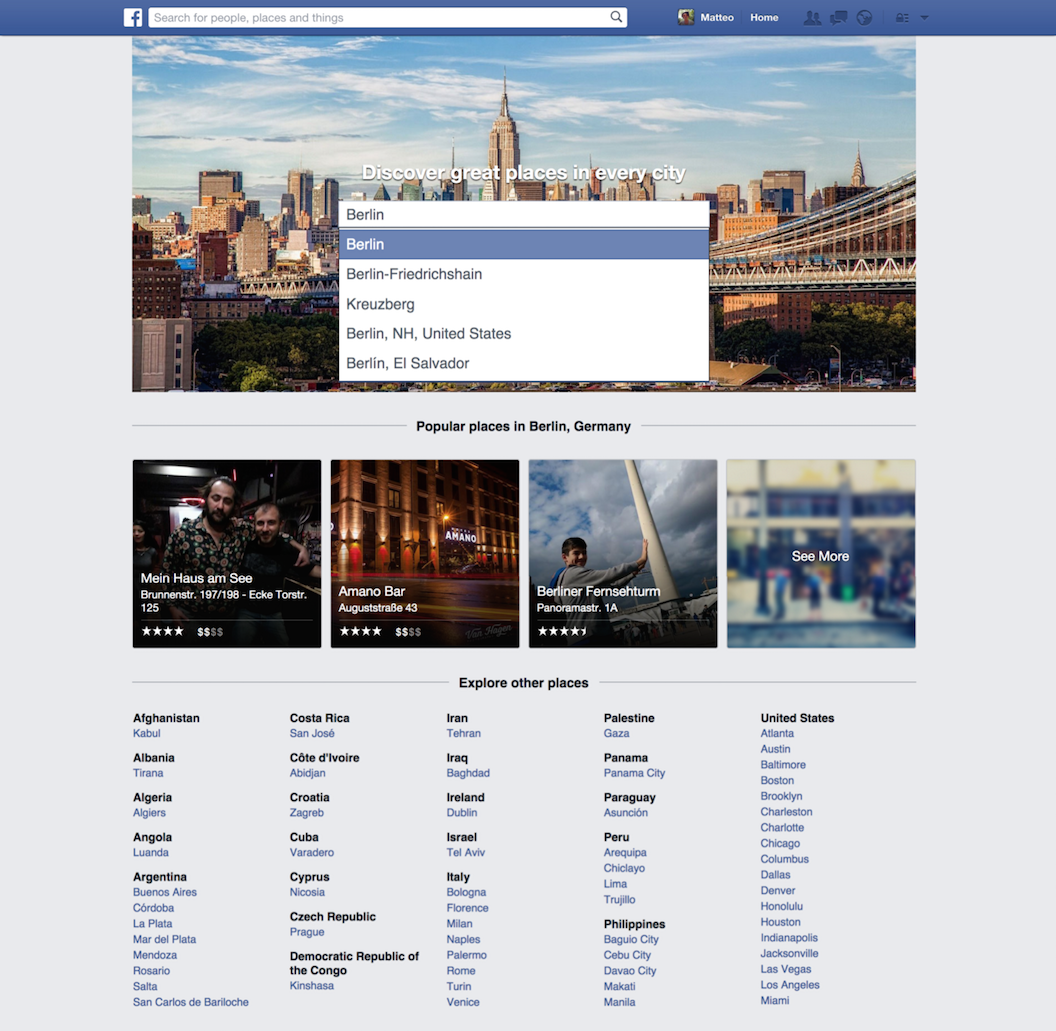 f
Search for people, places and things
Matteo
Home
Discover great places in every city
Berlin
Berlin
Berlin-Friedrichshain
Kreuzberg
Berlin, NH, United States
Berlín, El Salvador
Popular places in Berlin, Germany
Mein Haus am See
Brunnenstr. 197/198 - Ecke Torstr.
125
★★★★ $$$$
AMANO
Amano Bar
Auguststraße 43
★★★★ $$$$
Van Hagen
Berliner Fernsehturm
Panoramastr. 1A
See More
Explore other places
Afghanistan
Kabul
Albania
Tirana
Algeria
Algiers
Angola
Luanda
Argentina
Buenos Aires
Córdoba
La Plata
Mar del Plata
Mendoza
Rosario
Salta
San Carlos de Bariloche
Costa Rica
San José
Côte d'Ivoire
Abidjan
Croatia
Zagreb
Cuba
Varadero
Cyprus
Nicosia
Czech Republic
Prague
Democratic Republic of
the Congo
Kinshasa
Iran
Tehran
Iraq
Baghdad
Ireland
Dublin
Israel
Tel Aviv
Italy
Bologna
Florence
Milan
Naples
Palermo
Rome
Turin
Venice
Palestine
Gaza
Panama
Panama City
Paraguay
Asunción
Peru
Arequipa
Chiclayo
Lima
Trujillo
Philippines
Baguio City
Cebu City
Davao City
Makati
Manila
United States
Atlanta
Austin
Baltimore
Boston
Brooklyn
Charleston
Charlotte
Chicago
Columbus
Dallas
Denver
Honolulu
Houston
Indianapolis
Jacksonville
Las Vegas
Los Angeles
Miami